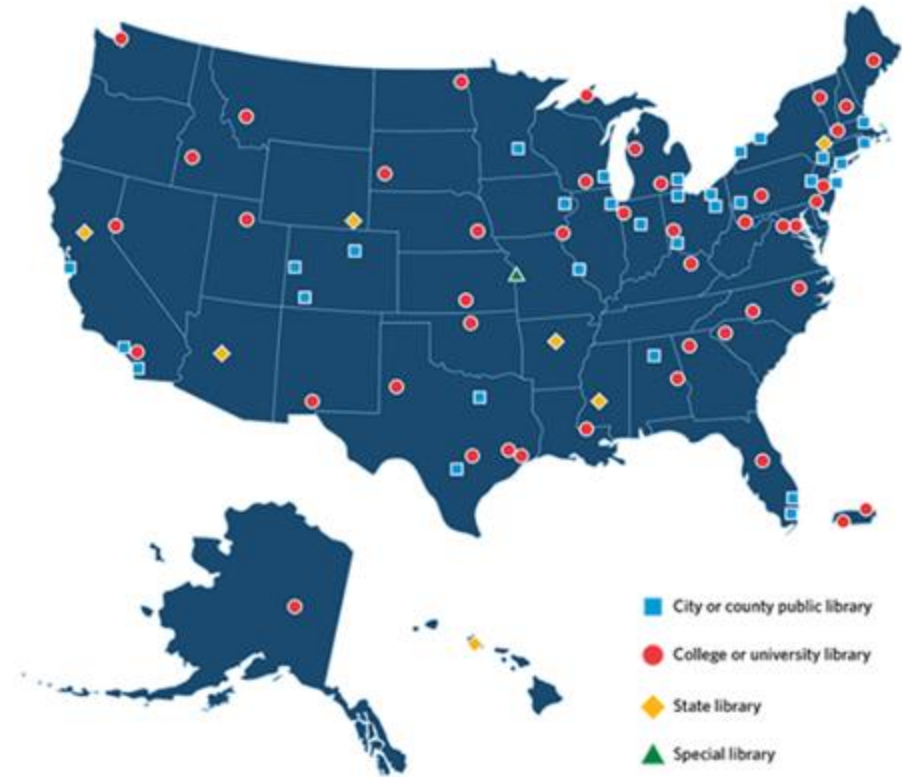 City or county public library
College or university library
State library
Special library